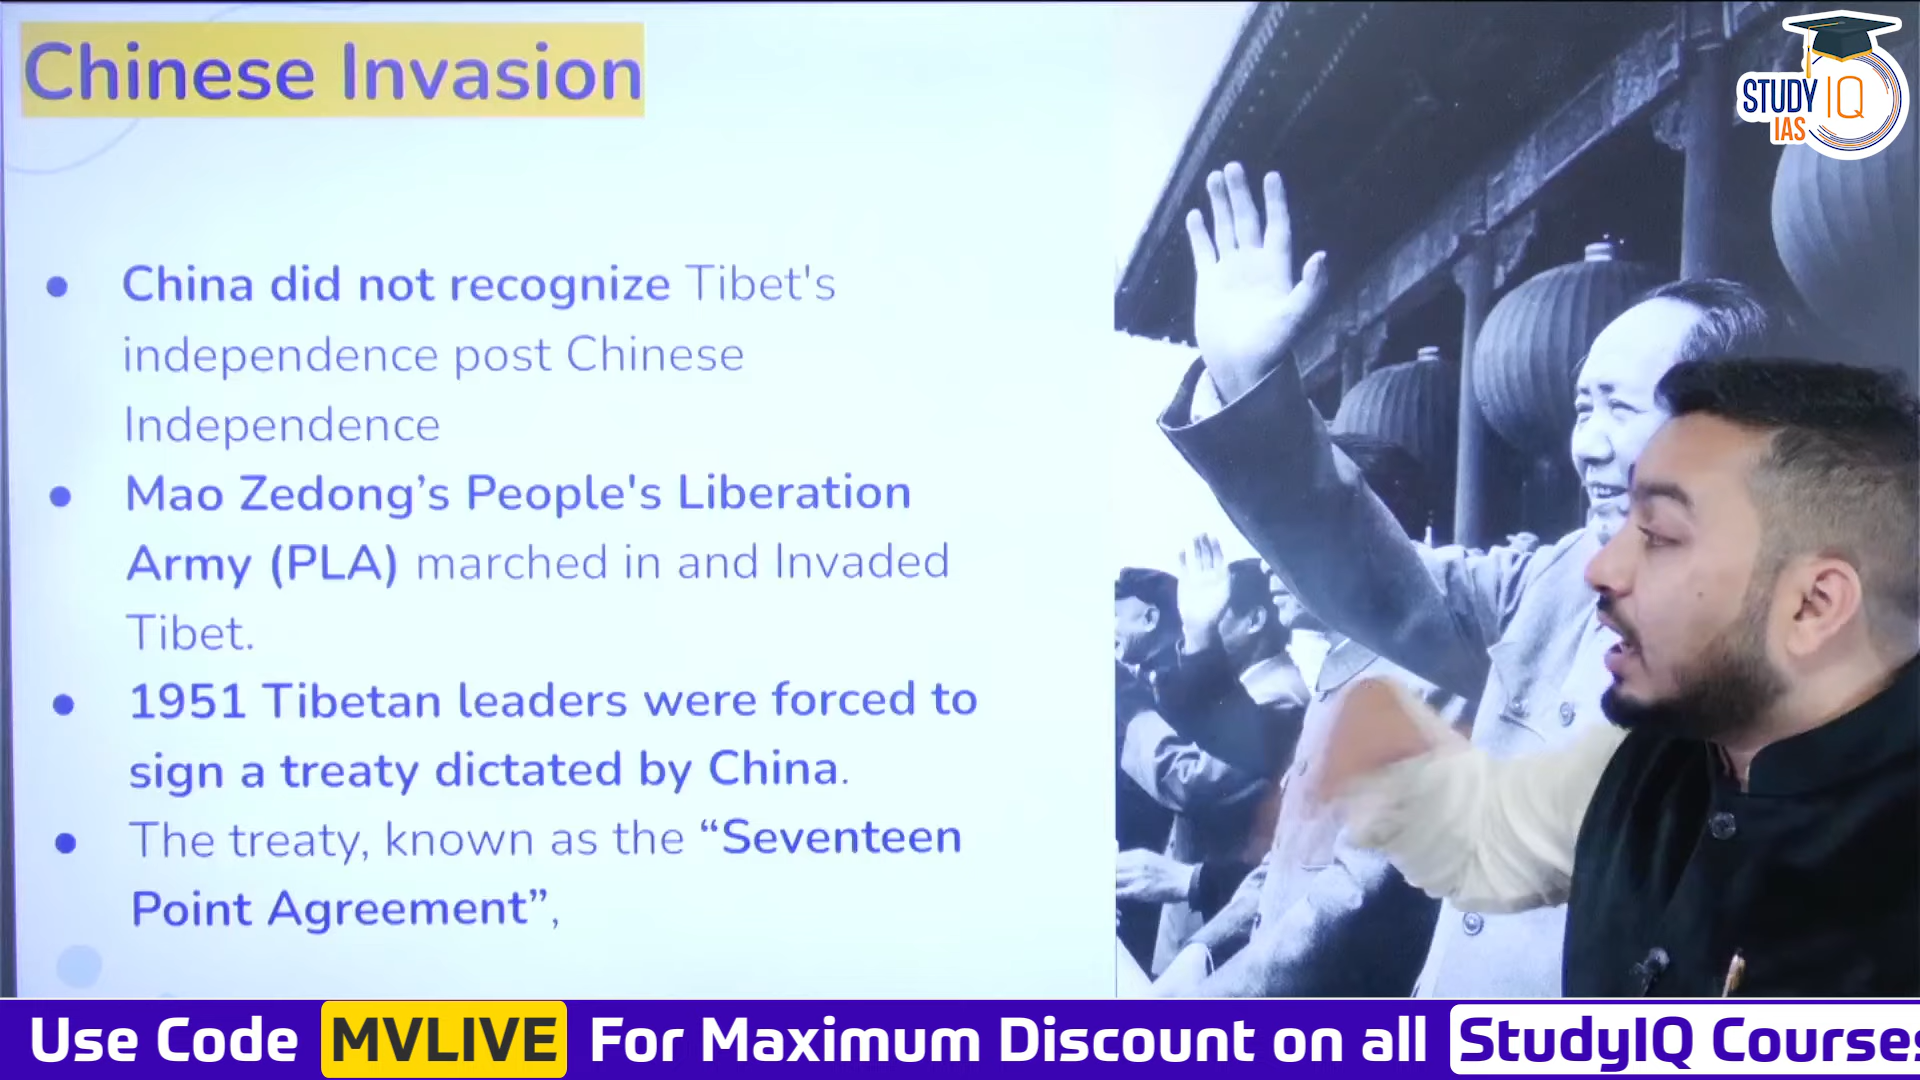 Chinese Invasion
STUDY IQ
IAS
● China did not recognize Tibet's
independence post Chinese
Independence
● Mao Zedong’s People's Liberation
Army (PLA) marched in and Invaded
Tibet.
● 1951 Tibetan leaders were forced to
sign a treaty dictated by China.
● The treaty, known as the “Seventeen
Point Agreement”,
Use Code MVLIVE For Maximum Discount on all StudyIQ Courses